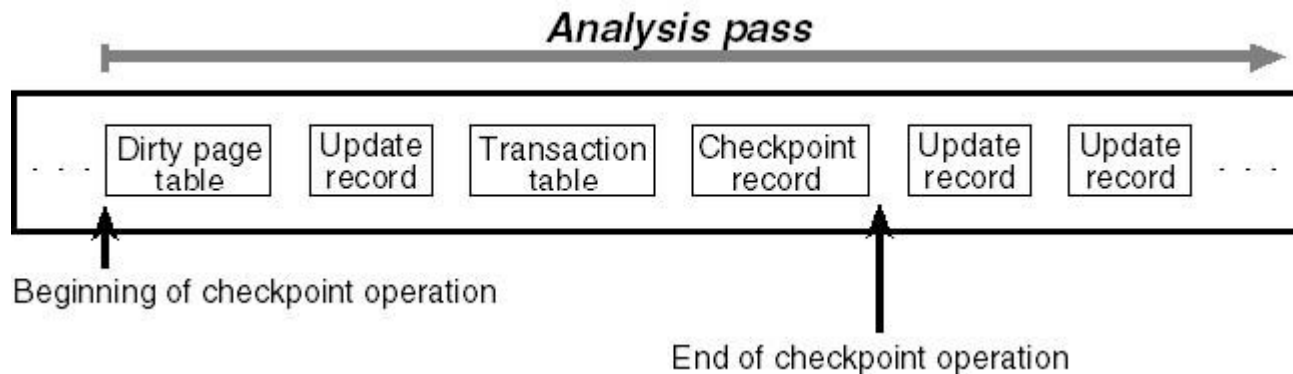 Analysis pass
. . .
Dirty page
table
Update
record
Transaction
table
Checkpoint
record
Update
record
Update
record
. . .
Beginning of checkpoint operation
End of checkpoint operation